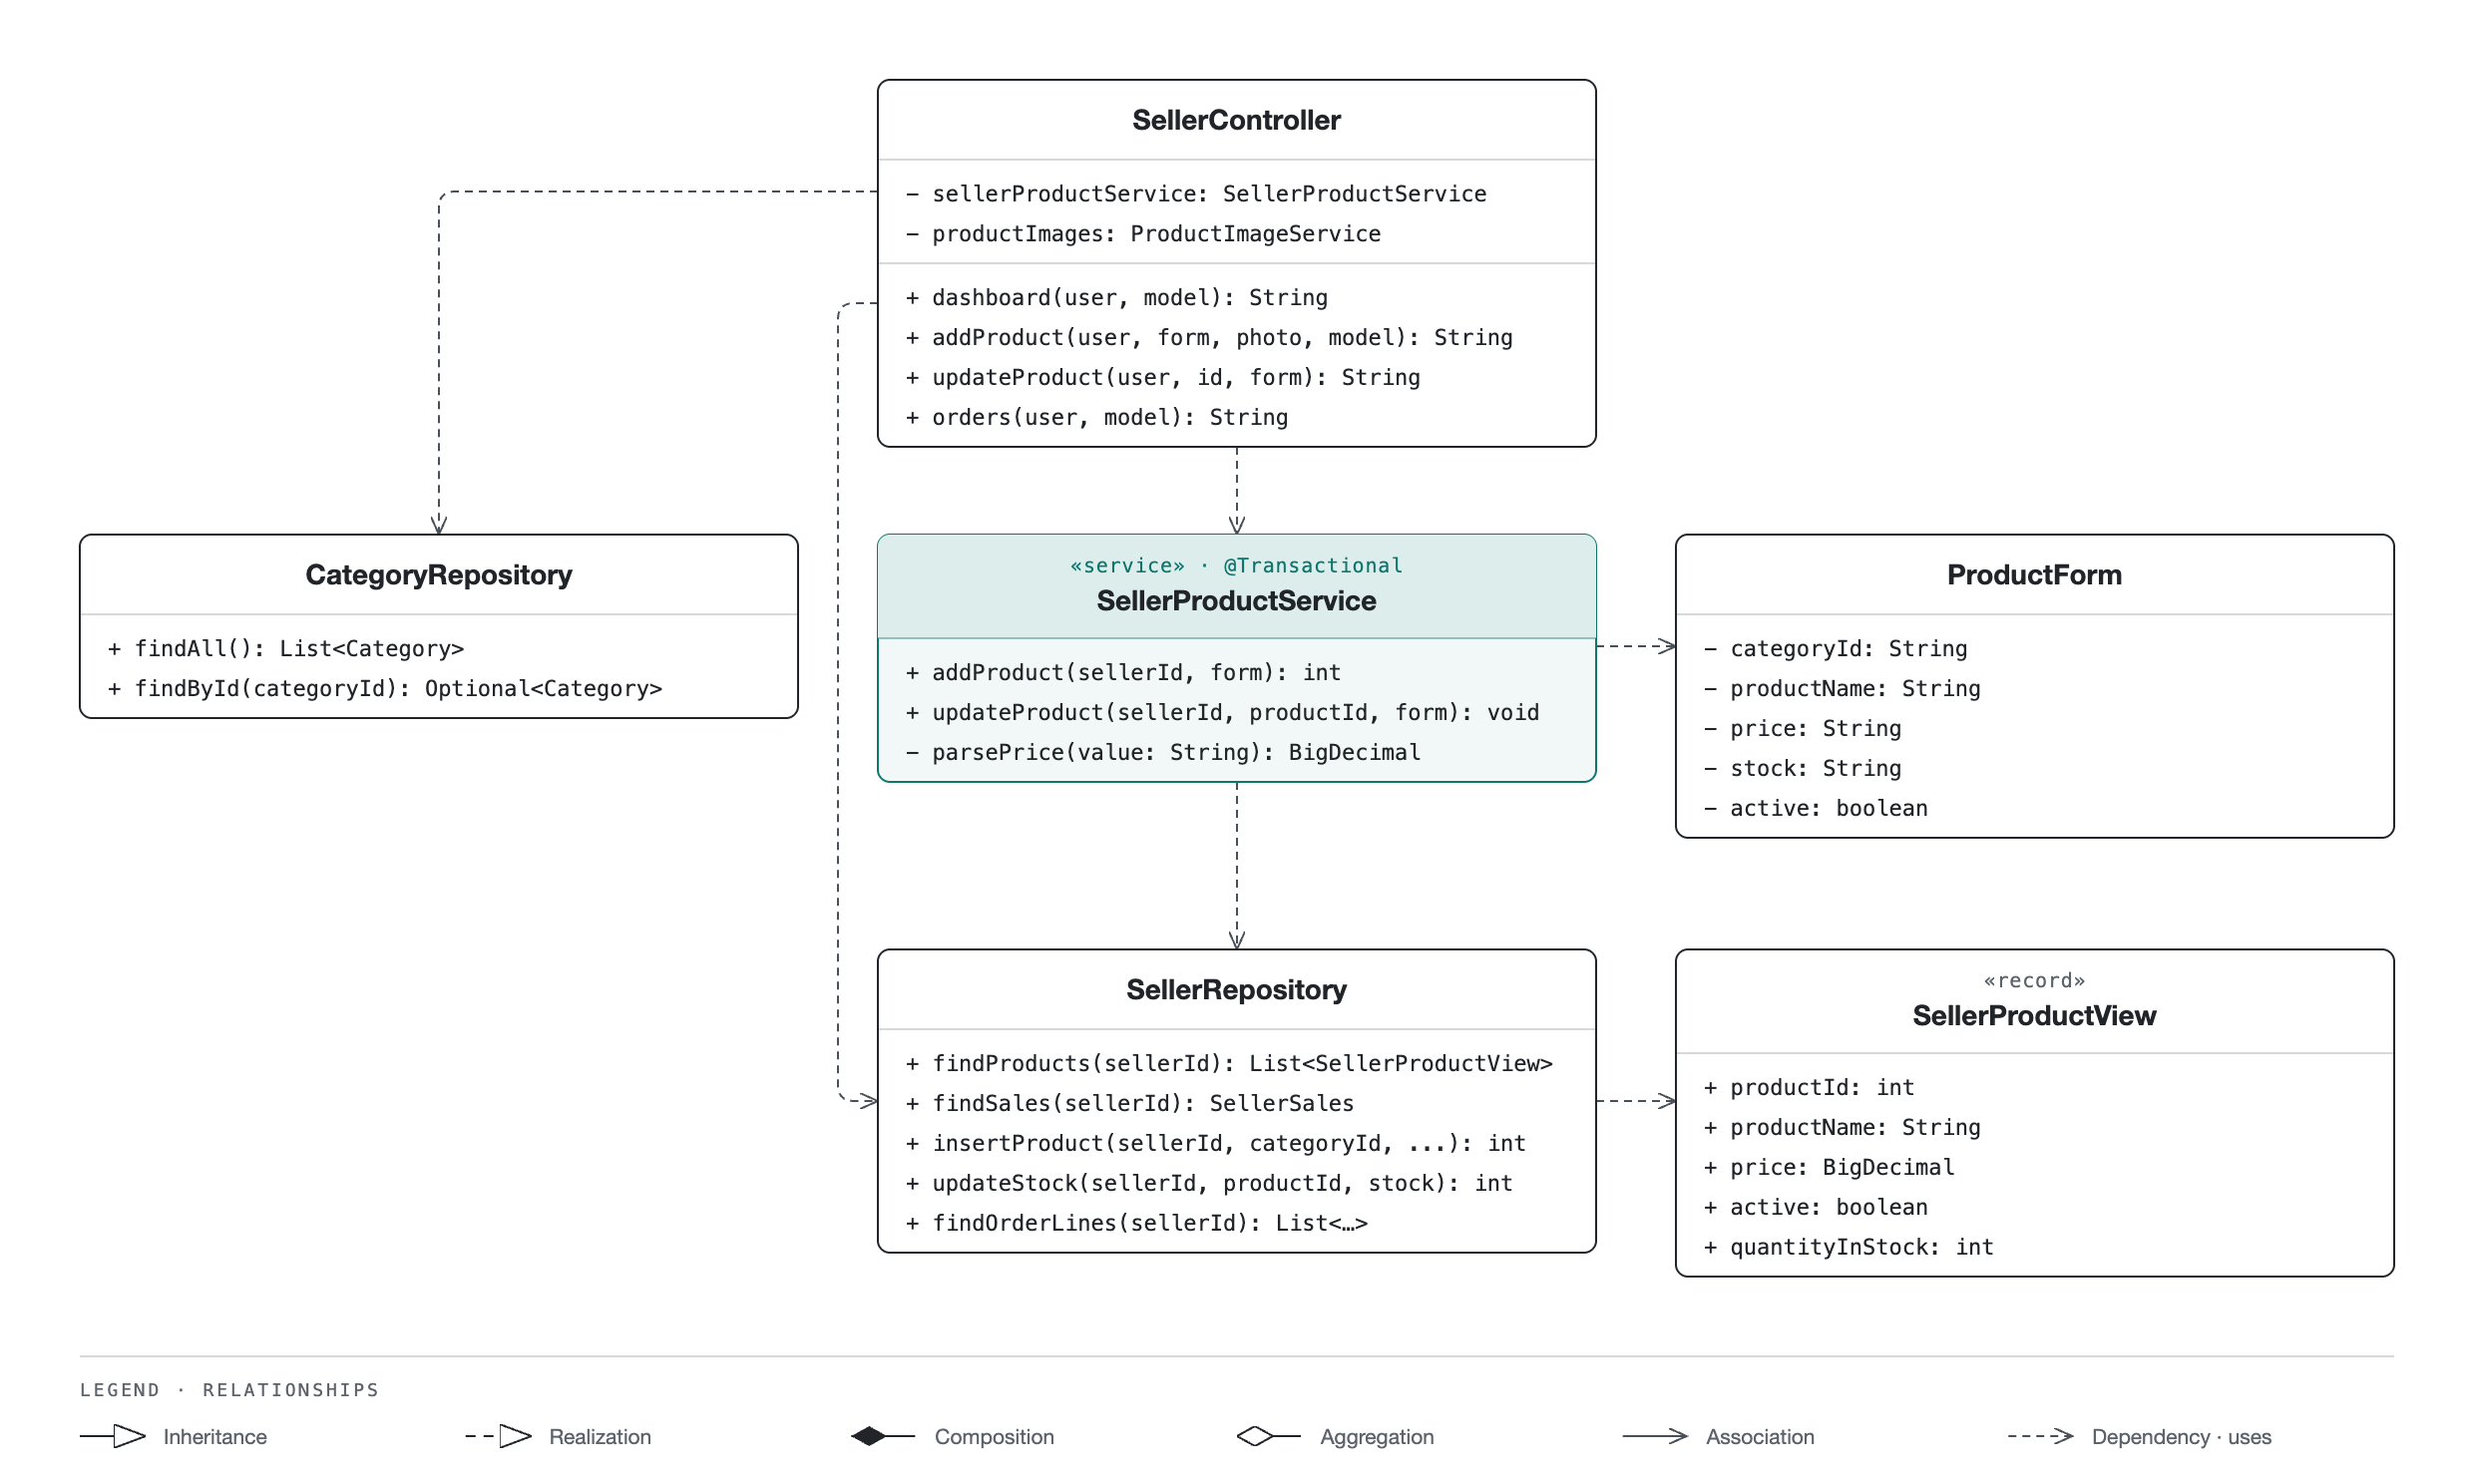 SellerController
− sellerProductService: SellerProductService
− productImages: ProductImageService
+ dashboard(user, model): String
+ addProduct(user, form, photo, model): String
+ updateProduct(user, id, form): String
+ orders(user, model): String
CategoryRepository
+ findAll(): List<Category>
+ findById(categoryId): Optional<Category>
«service» · @Transactional
SellerProductService
+ addProduct(sellerId, form): int
+ updateProduct(sellerId, productId, form): void
− parsePrice(value: String): BigDecimal
ProductForm
− categoryId: String
− productName: String
− price: String
− stock: String
− active: boolean
SellerRepository
+ findProducts(sellerId): List<SellerProductView>
+ findSales(sellerId): SellerSales
+ insertProduct(sellerId, categoryId, ...): int
+ updateStock(sellerId, productId, stock): int
+ findOrderLines(sellerId): List<…>
«record»
SellerProductView
+ productId: int
+ productName: String
+ price: BigDecimal
+ active: boolean
+ quantityInStock: int
LEGEND · RELATIONSHIPS
Inheritance
Realization
Composition
Aggregation
Association
Dependency · uses